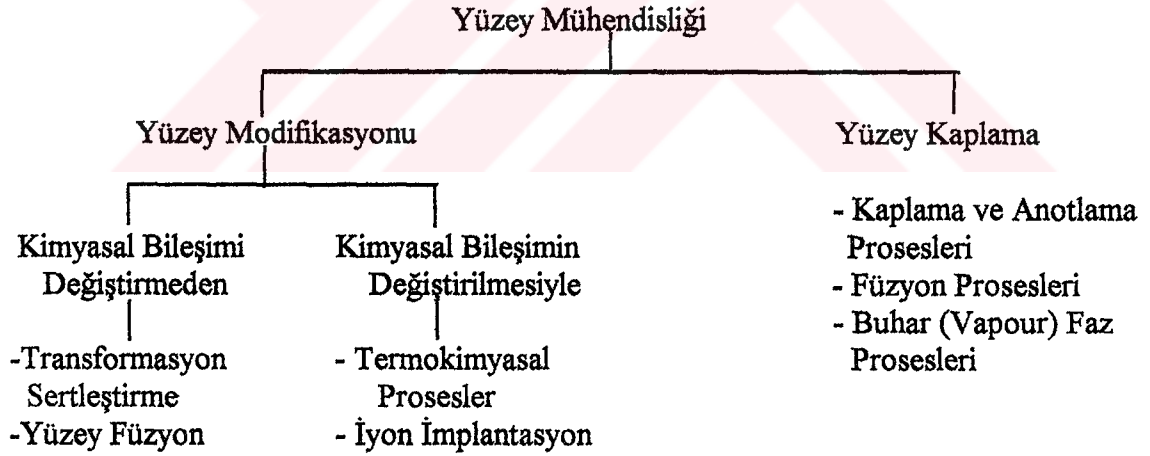 Yüzey Mühendisliği
Yüzey Modifikasyonu
Kimyasal Bileşimi
Değiştirmeden
-Transformasyon
Sertleştirme
-Yüzey Füzyon
Kimyasal Bileşimin
Değiştirilmesiyle
- Termokimyasal
Prosesler
- İyon İmplantasyon
Yüzey Kaplama
- Kaplama ve Anotlama
Prosesleri
- Füzyon Prosesleri
- Buhar (Vapour) Faz
Prosesleri